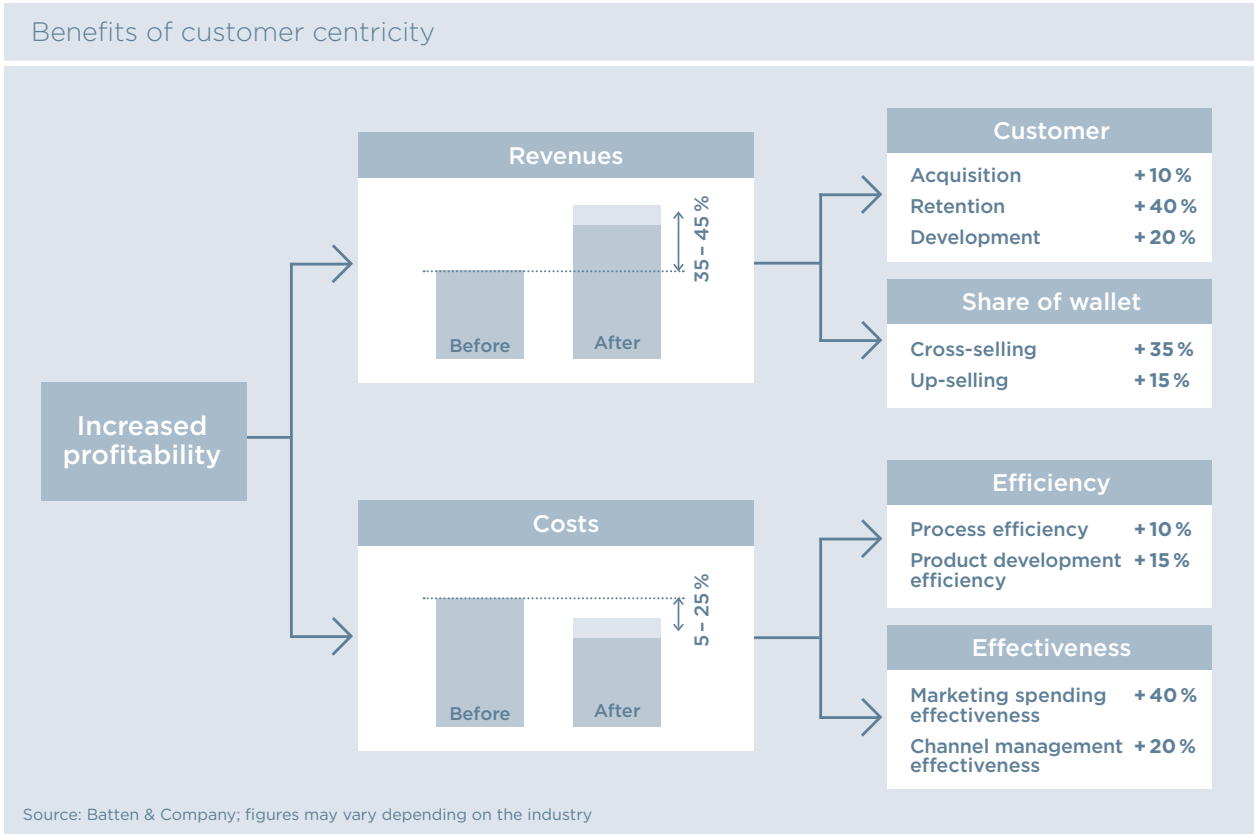 Benefits of customer centricity
Increased
profitability
Revenues
Before
After
35 – 45 %
Costs
Before
After
5 – 25 %
Customer
Acquisition +10 %
Retention +40 %
Development +20 %
Share of wallet
Cross-selling +35 %
Up-selling +15 %
Efficiency
Process efficiency +10 %
Product development +15 %
efficiency
Effectiveness
Marketing spending +40 %
effectiveness
Channel management +20 %
effectiveness
Source: Batten & Company; figures may vary depending on the industry